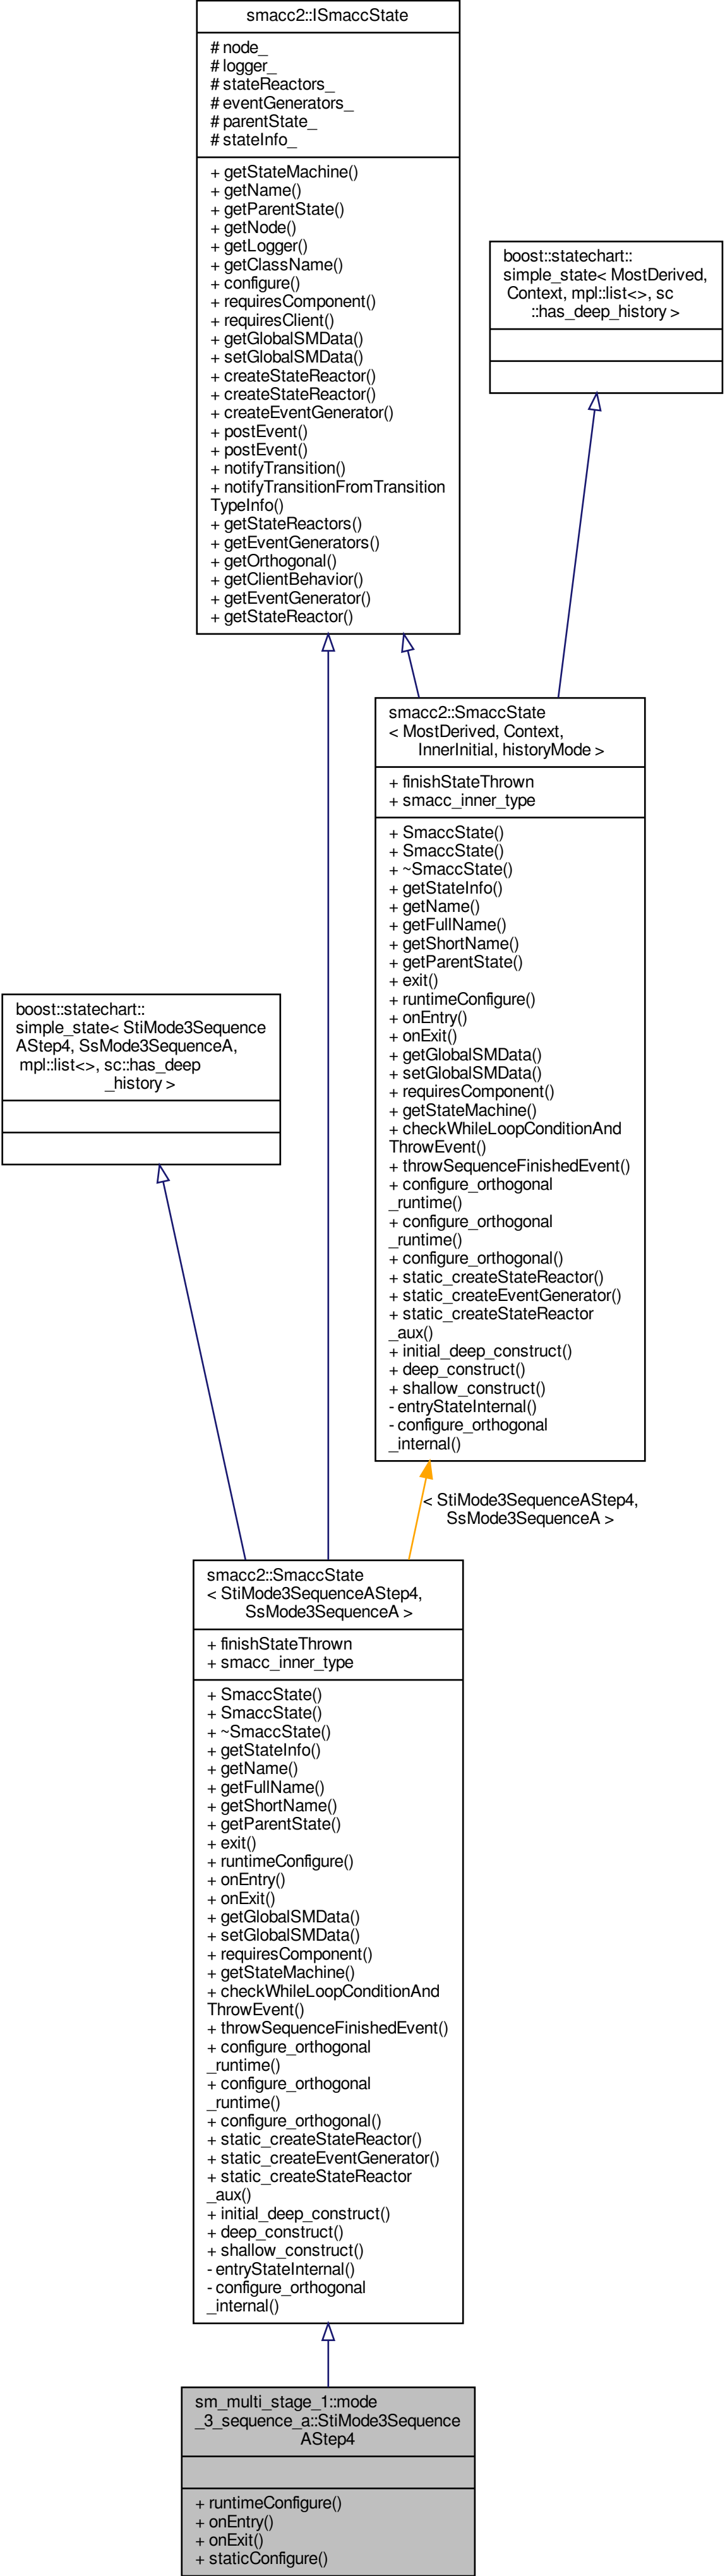 smacc2::ISmaccState
# node_
# logger_
# stateReactors_
# eventGenerators_
# parentState_
# stateInfo_
+ getStateMachine()
+ getName()
+ getParentState()
+ getNode()
+ getLogger()
+ getClassName()
+ configure()
+ requiresComponent()
+ requiresClient()
+ getGlobalSMData()
+ setGlobalSMData()
+ createStateReactor()
+ createStateReactor()
+ createEventGenerator()
+ postEvent()
+ postEvent()
+ notifyTransition()
+ notifyTransitionFromTransition
TypeInfo()
+ getStateReactors()
+ getEventGenerators()
+ getOrthogonal()
+ getClientBehavior()
+ getEventGenerator()
+ getStateReactor()
boost::statechart::
simple_state< MostDerived,
Context, mpl::list<>, sc
::has_deep_history >
smacc2::SmaccState
< MostDerived, Context,
InnerInitial, historyMode >
+ finishStateThrown
+ smacc_inner_type
+ SmaccState()
+ SmaccState()
+ ~SmaccState()
+ getStateInfo()
+ getName()
+ getFullName()
+ getShortName()
+ getParentState()
+ exit()
+ runtimeConfigure()
+ onEntry()
+ onExit()
+ getGlobalSMData()
+ setGlobalSMData()
+ requiresComponent()
+ getStateMachine()
+ checkWhileLoopConditionAnd
ThrowEvent()
+ throwSequenceFinishedEvent()
+ configure_orthogonal
_runtime()
+ configure_orthogonal
_runtime()
+ configure_orthogonal()
+ static_createStateReactor()
+ static_createEventGenerator()
+ static_createStateReactor
_aux()
+ initial_deep_construct()
+ deep_construct()
+ shallow_construct()
- entryStateInternal()
- configure_orthogonal
_internal()
boost::statechart::
simple_state< StiMode3Sequence
AStep4, SsMode3SequenceA,
mpl::list<>, sc::has_deep
_history >
< StiMode3SequenceAStep4,
SsMode3SequenceA >
smacc2::SmaccState
< StiMode3SequenceAStep4,
SsMode3SequenceA >
+ finishStateThrown
+ smacc_inner_type
+ SmaccState()
+ SmaccState()
+ ~SmaccState()
+ getStateInfo()
+ getName()
+ getFullName()
+ getShortName()
+ getParentState()
+ exit()
+ runtimeConfigure()
+ onEntry()
+ onExit()
+ getGlobalSMData()
+ setGlobalSMData()
+ requiresComponent()
+ getStateMachine()
+ checkWhileLoopConditionAnd
ThrowEvent()
+ throwSequenceFinishedEvent()
+ configure_orthogonal
_runtime()
+ configure_orthogonal
_runtime()
+ configure_orthogonal()
+ static_createStateReactor()
+ static_createEventGenerator()
+ static_createStateReactor
_aux()
+ initial_deep_construct()
+ deep_construct()
+ shallow_construct()
- entryStateInternal()
- configure_orthogonal
_internal()
sm_multi_stage_1::mode
_3_sequence_a::StiMode3Sequence
AStep4
+ runtimeConfigure()
+ onEntry()
+ onExit()
+ staticConfigure()